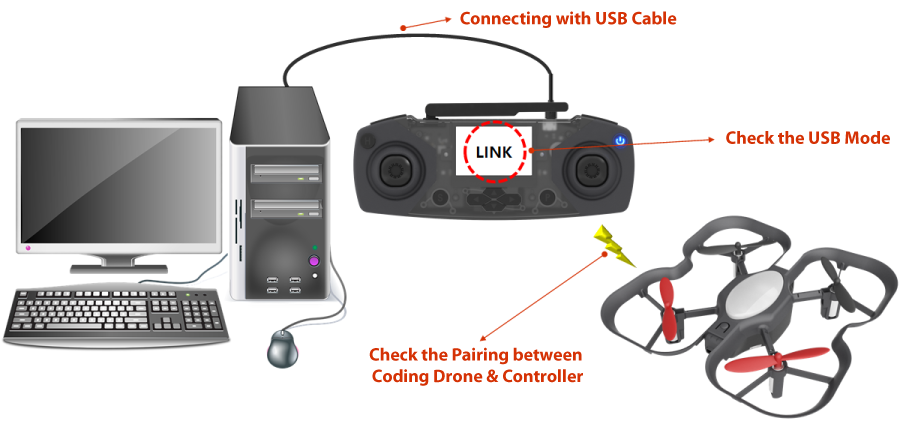 Connecting with USB Cable
LINK
Check the USB Mode
Check the Pairing between
Coding Drone & Controller